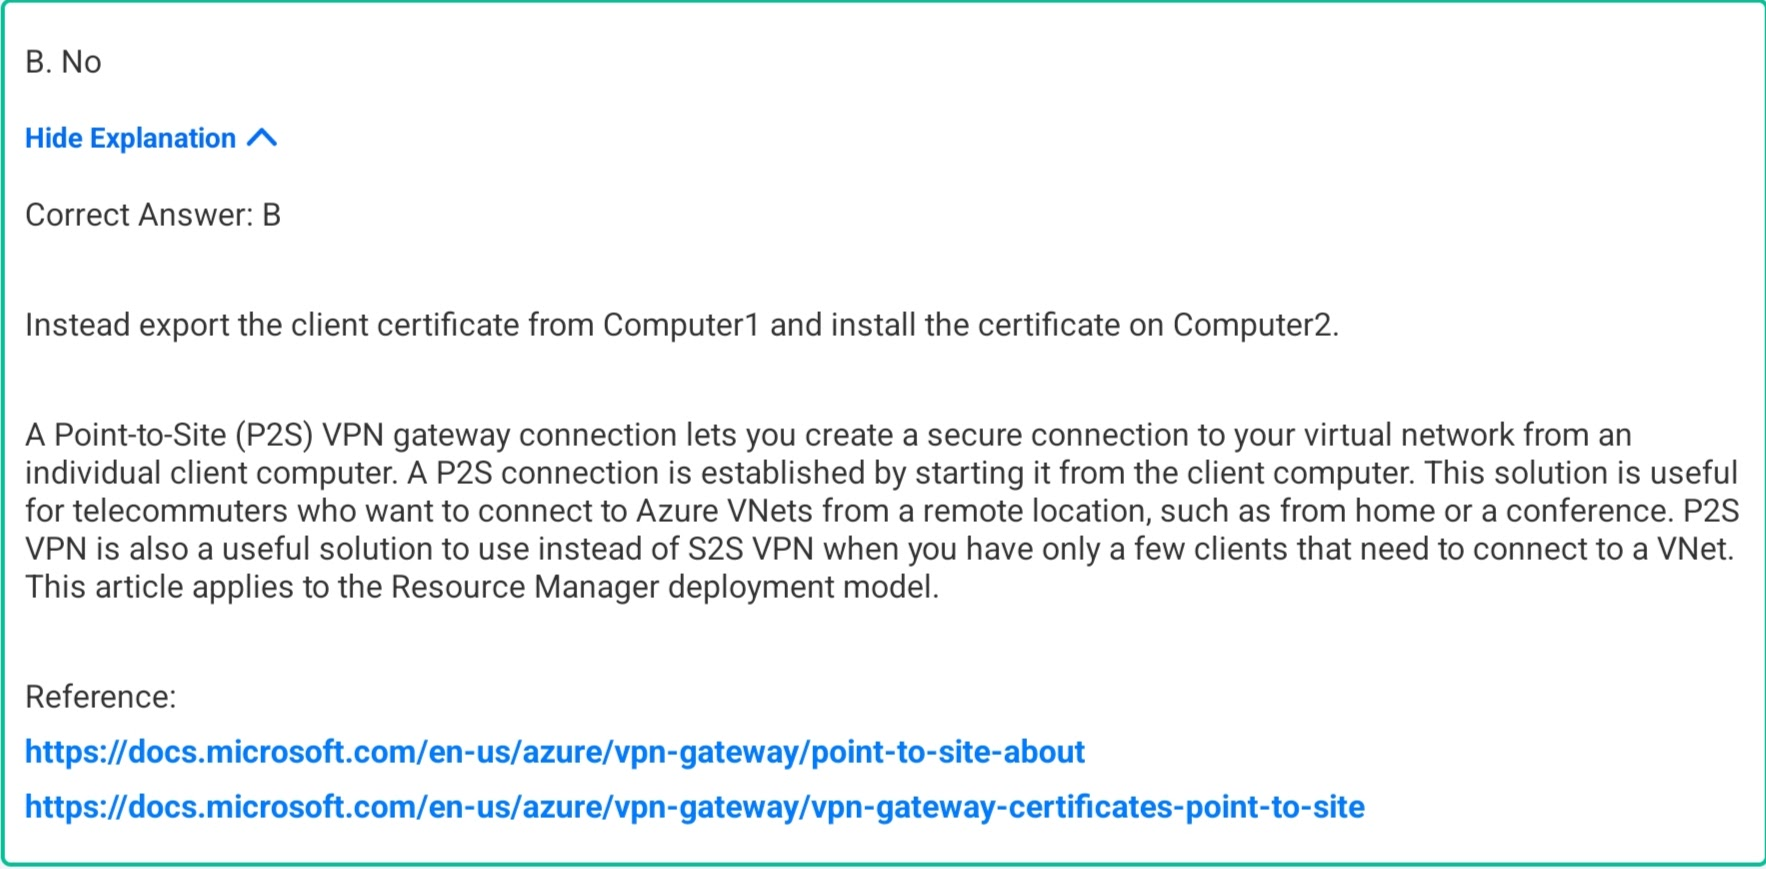 B. No
Hide Explanation
Correct Answer: B
Instead export the client certificate from Computer1 and install the certificate on Computer2.
A Point-to-Site (P2S) VPN gateway connection lets you create a secure connection to your virtual network from an
individual client computer. A P2S connection is established by starting it from the client computer. This solution is useful
for telecommuters who want to connect to Azure VNets from a remote location, such as from home or a conference. P2S
VPN is also a useful solution to use instead of S2S VPN when you have only a few clients that need to connect to a VNet.
This article applies to the Resource Manager deployment model.
Reference:
https://docs.microsoft.com/en-us/azure/vpn-gateway/point-to-site-about
https://docs.microsoft.com/en-us/azure/vpn-gateway/vpn-gateway-certificates-point-to-site